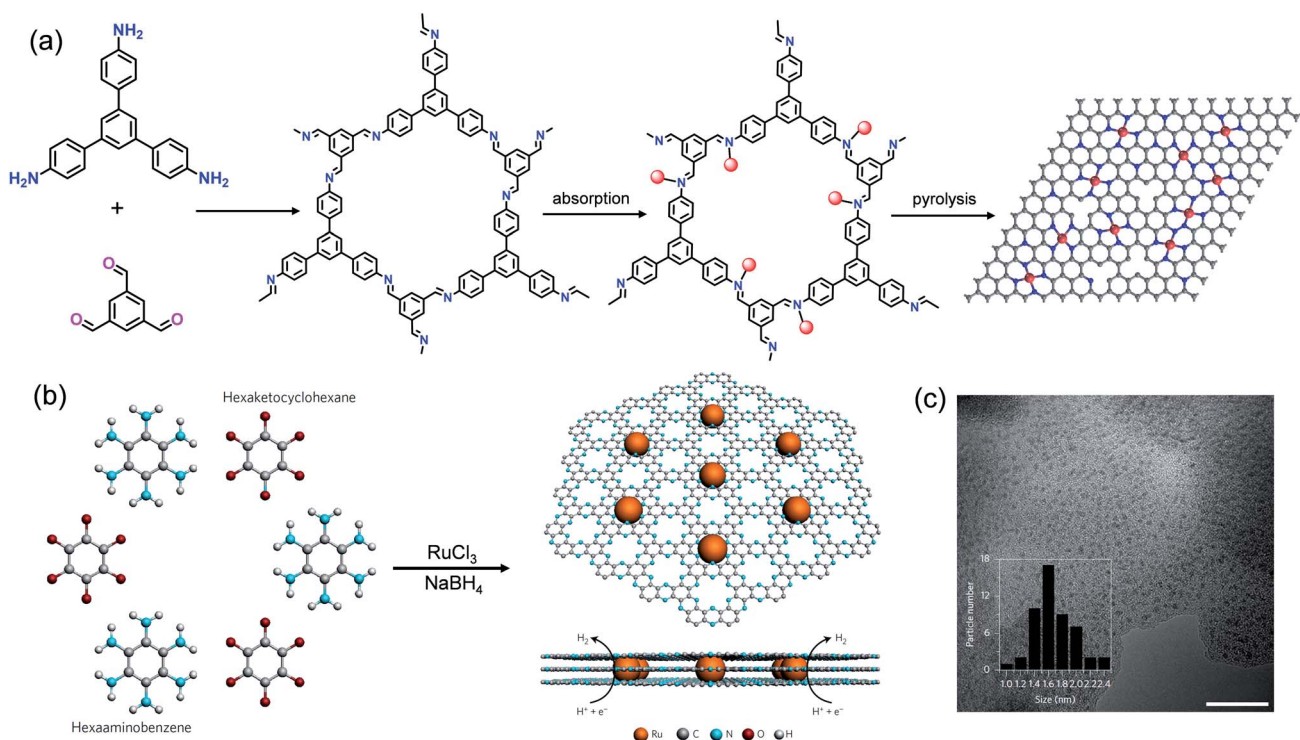 (a)
NH2
H2N
NH2
+
O
O
O
N
N
N
N
N
N
N
N
N
N
N
N
absorption
N
N
N
N
N
N
N
N
N
N
N
N
pyrolysis
(b)
Hexaketocyclohexane
Hexaaminobenzene
RuCl3
NaBH4
H2
H2
H+ + e−
H+ + e−
Ru C N O H
(c)
Particle number
18
12
6
0
1.0 1.2 1.4 1.6 1.8 2.0 2.2 2.4
Size (nm)